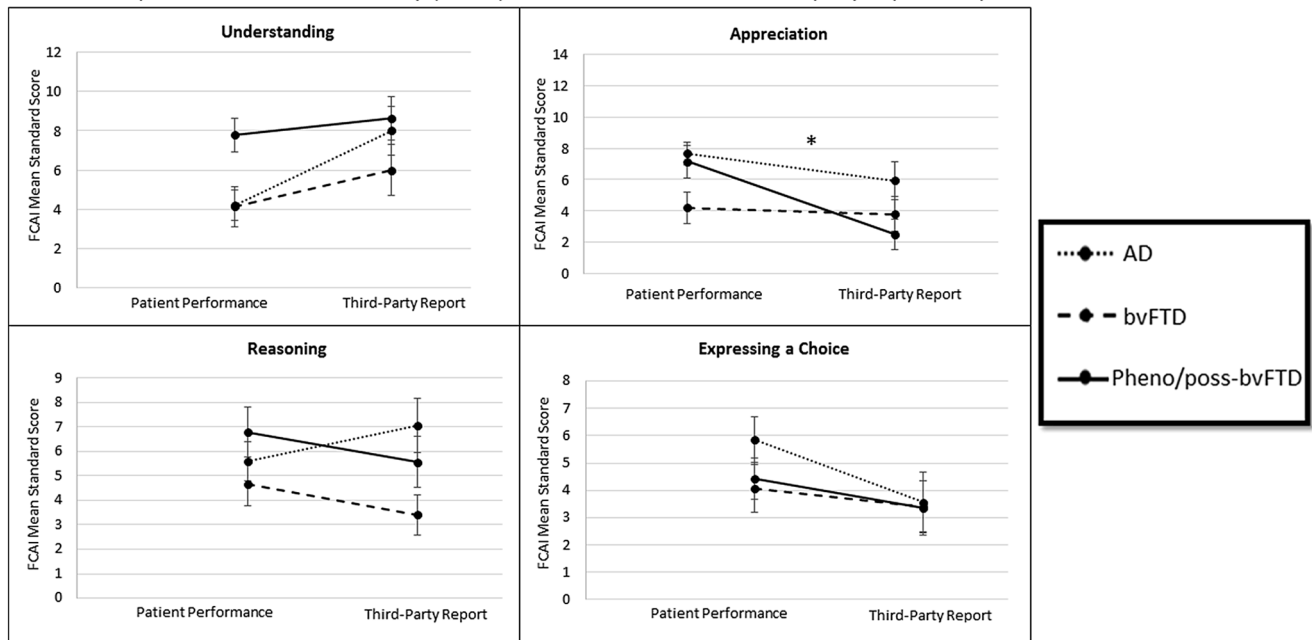 Understanding
FCAI Mean Standard Score
12
10
8
6
4
2
0
Patient Performance Third-Party Report
Appreciation
FCAI Mean Standard Score
14
12
10
8
6
4
2
0
*
Patient Performance Third-Party Report
Reasoning
FCAI Mean Standard Score
9
8
7
6
5
4
3
2
1
0
Patient Performance Third-Party Report
Expressing a Choice
FCAI Mean Standard Score
8
7
6
5
4
3
2
1
0
Patient Performance Third-Party Report
AD
bvFTD
Pheno/poss-bvFTD